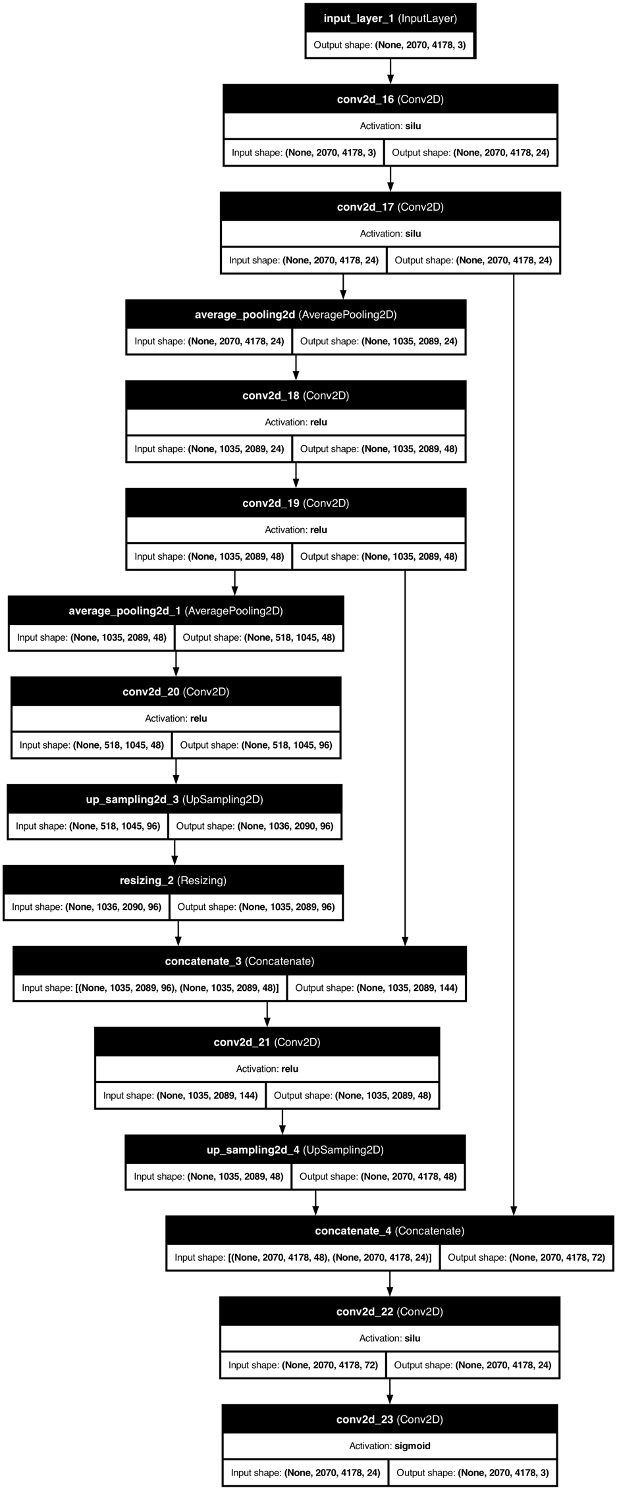 input_layer_1 (InputLayer)
Output shape: (None, 2070, 4178, 3)
conv2d_16 (Conv2D)
Activation: silu
Input shape: (None, 2070, 4178, 3) Output shape: (None, 2070, 4178, 24)
conv2d_17 (Conv2D)
Activation: silu
Input shape: (None, 2070, 4178, 24) Output shape: (None, 2070, 4178, 24)
average_pooling2d (AveragePooling2D)
Input shape: (None, 2070, 4178, 24) Output shape: (None, 1035, 2089, 24)
conv2d_18 (Conv2D)
Activation: relu
Input shape: (None, 1035, 2089, 24) Output shape: (None, 1035, 2089, 48)
conv2d_19 (Conv2D)
Activation: relu
Input shape: (None, 1035, 2089, 48) Output shape: (None, 1035, 2089, 48)
average_pooling2d_1 (AveragePooling2D)
Input shape: (None, 1035, 2089, 48) Output shape: (None, 518, 1045, 48)
conv2d_20 (Conv2D)
Activation: relu
Input shape: (None, 518, 1045, 48) Output shape: (None, 518, 1045, 96)
up_sampling2d_3 (UpSampling2D)
Input shape: (None, 518, 1045, 96) Output shape: (None, 1036, 2090, 96)
resizing_2 (Resizing)
Input shape: (None, 1036, 2090, 96) Output shape: (None, 1035, 2089, 96)
concatenate_3 (Concatenate)
Input shape: [(None, 1035, 2089, 96), (None, 1035, 2089, 48)] Output shape: (None, 1035, 2089, 144)
conv2d_21 (Conv2D)
Activation: relu
Input shape: (None, 1035, 2089, 144) Output shape: (None, 1035, 2089, 48)
up_sampling2d_4 (UpSampling2D)
Input shape: (None, 1035, 2089, 48) Output shape: (None, 2070, 4178, 48)
concatenate_4 (Concatenate)
Input shape: [(None, 2070, 4178, 48), (None, 2070, 4178, 24)] Output shape: (None, 2070, 4178, 72)
conv2d_22 (Conv2D)
Activation: silu
Input shape: (None, 2070, 4178, 72) Output shape: (None, 2070, 4178, 24)
conv2d_23 (Conv2D)
Activation: sigmoid
Input shape: (None, 2070, 4178, 24) Output shape: (None, 2070, 4178, 3)